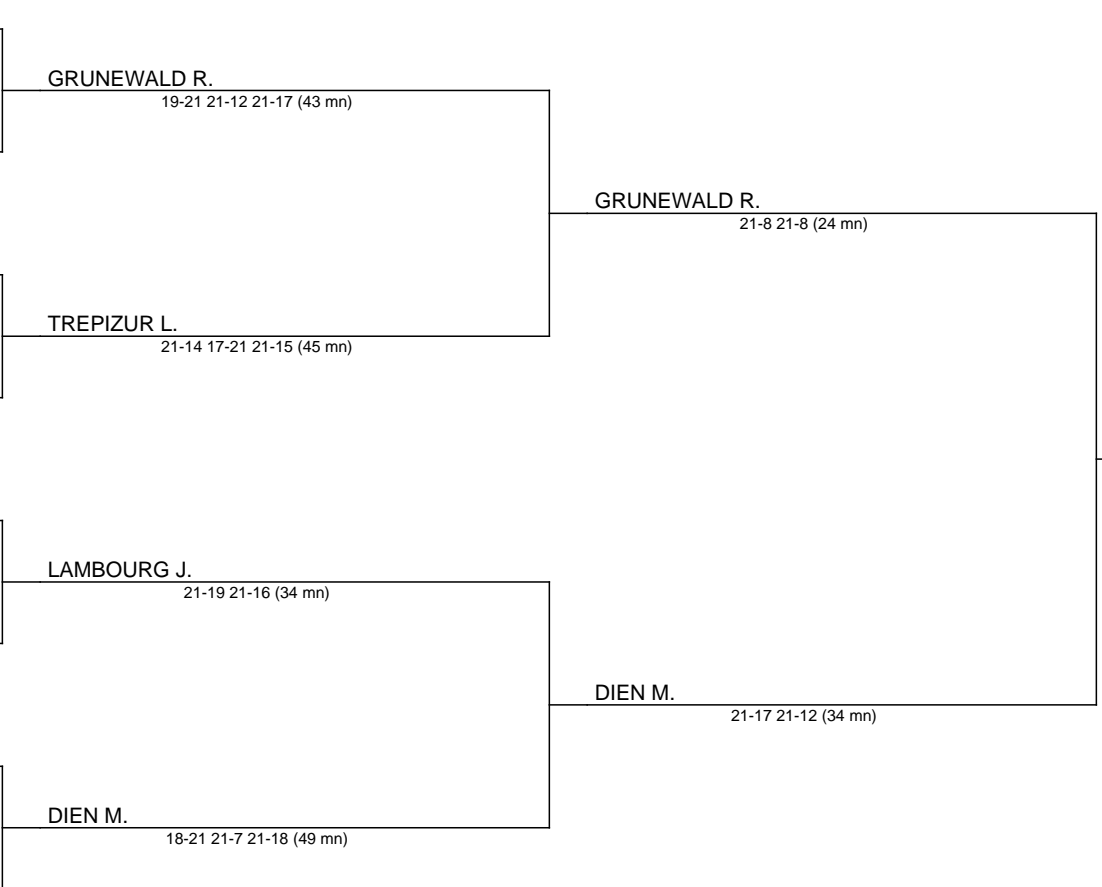 GRUNEWALD R.
19-21 21-12 21-17 (43 mn)
GRUNEWALD R.
21-8 21-8 (24 mn)
TREPIZUR L.
21-14 17-21 21-15 (45 mn)
LAMBOURG J.
21-19 21-16 (34 mn)
DIEN M.
21-17 21-12 (34 mn)
DIEN M.
18-21 21-7 21-18 (49 mn)